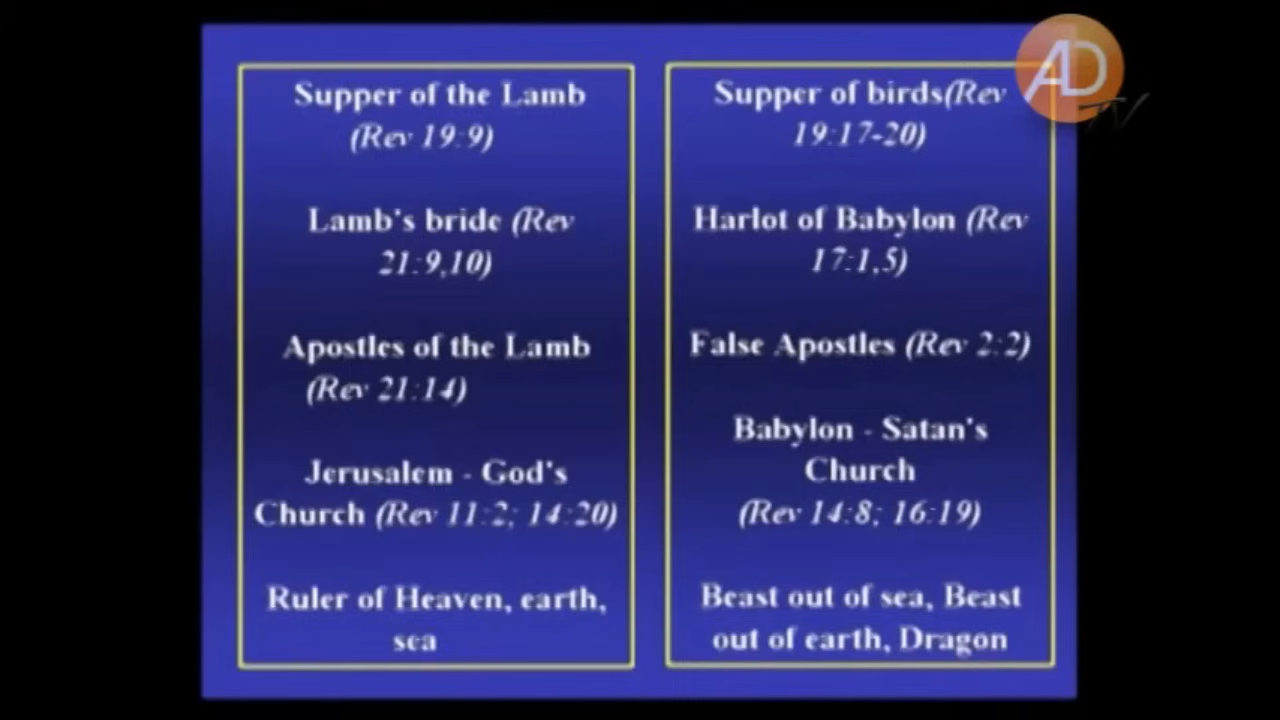 Supper of the Lamb
(Rev 19:9)
Lamb's bride (Rev
21:9,10)
Apostles of the Lamb
(Rev 21:14)
Jerusalem - God's
Church (Rev 11:2; 14:20)
Ruler of Heaven, earth,
sea
Supper of birds(Rev
19:17-20)
Harlot of Babylon (Rev
17:1,5)
False Apostles (Rev 2:2)
Babylon - Satan's
Church
(Rev 14:8; 16:19)
Beast out of sea, Beast
out of earth, Dragon
AD
TV